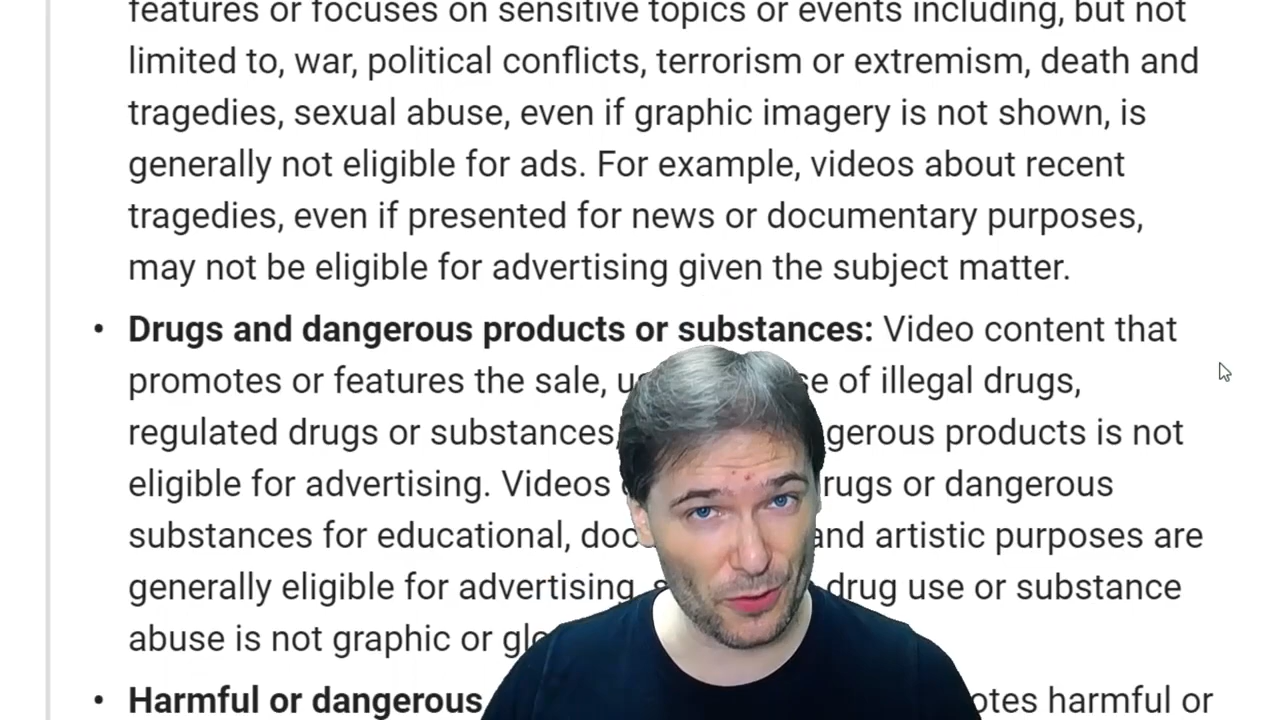 features or focuses on sensitive topics or events including, but not
limited to, war, political conflicts, terrorism or extremism, death and
tragedies, sexual abuse, even if graphic imagery is not shown, is
generally not eligible for ads. For example, videos about recent
tragedies, even if presented for news or documentary purposes,
may not be eligible for advertising given the subject matter.
• Drugs and dangerous products or substances: Video content that
promotes or features the sale, of illegal drugs,
regulated drugs or substances, products is not
eligible for advertising. Videos or dangerous
substances for educational, and artistic purposes are
generally eligible for advertising, drug use or substance
abuse is not graphic or
• Harmful or dangerous harmful or